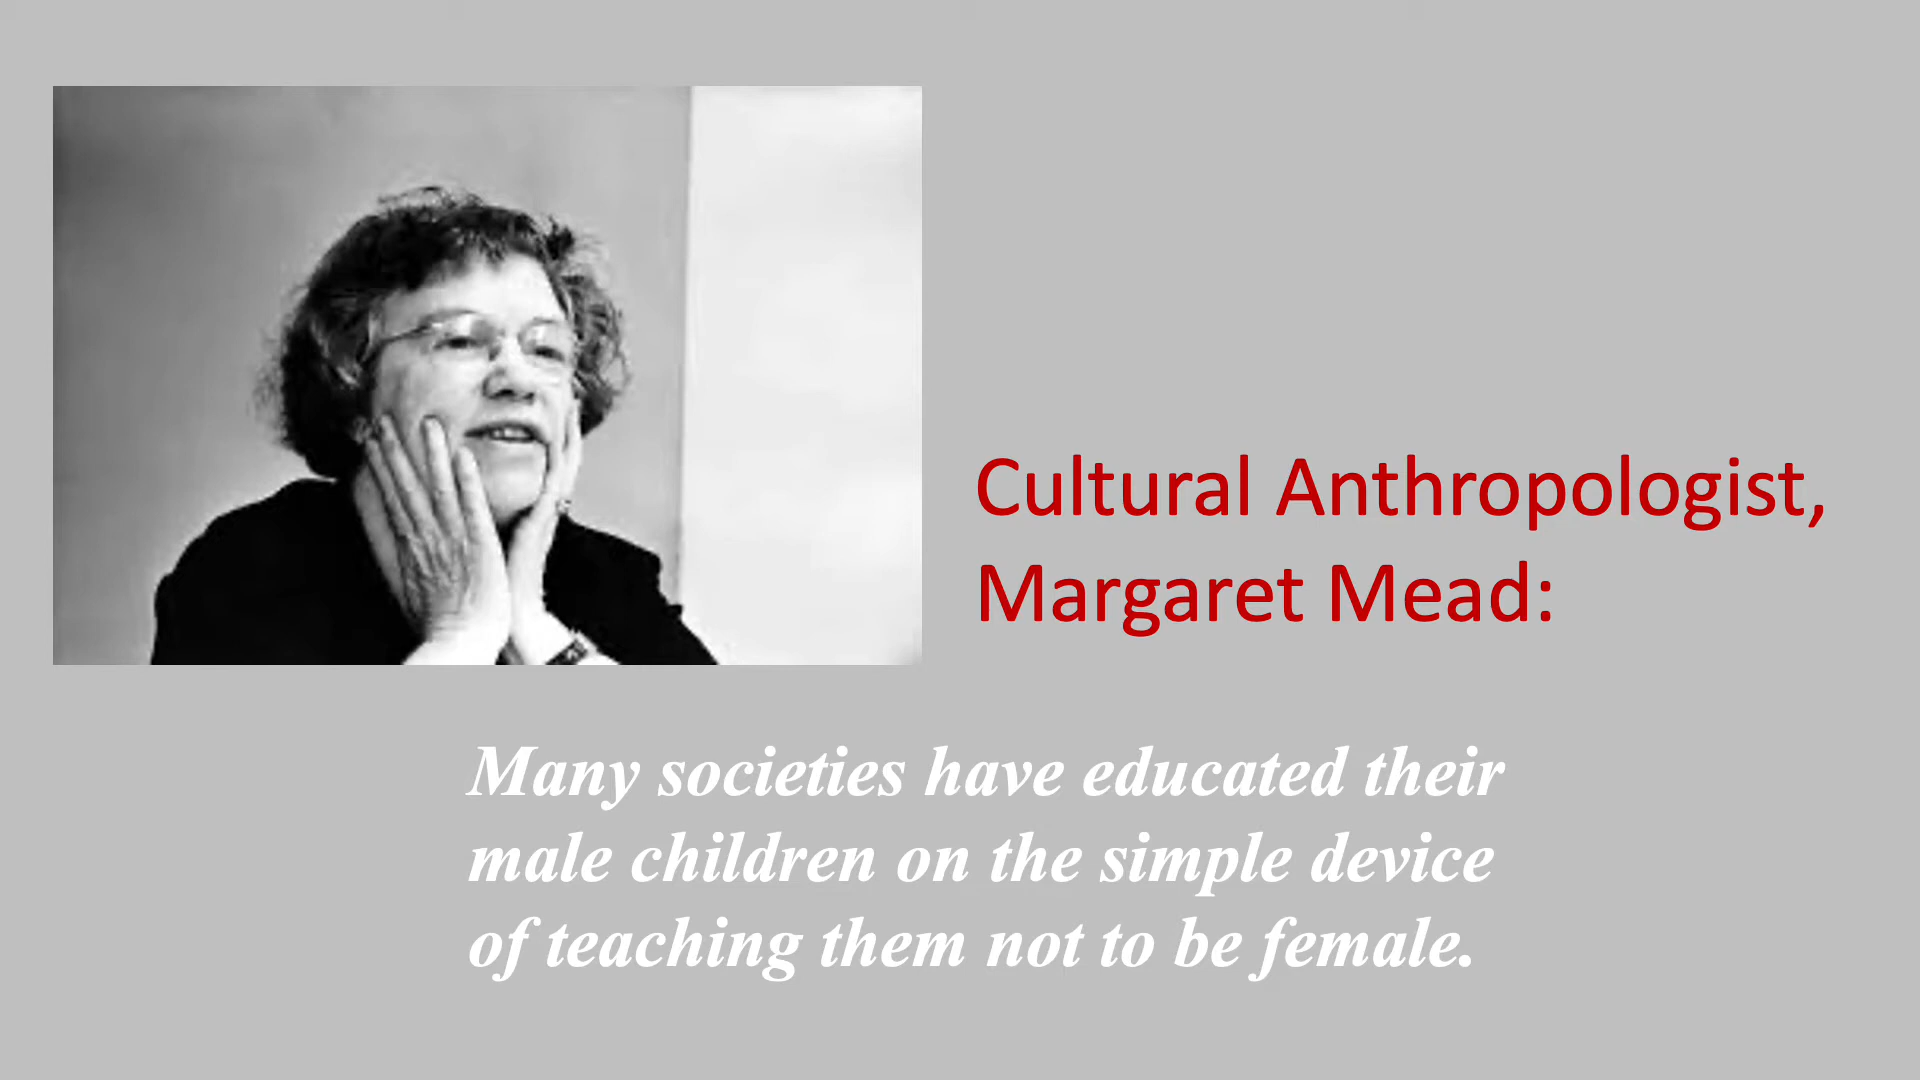 Cultural Anthropologist,
Margaret Mead:
Many societies have educated their
male children on the simple device
of teaching them not to be female.